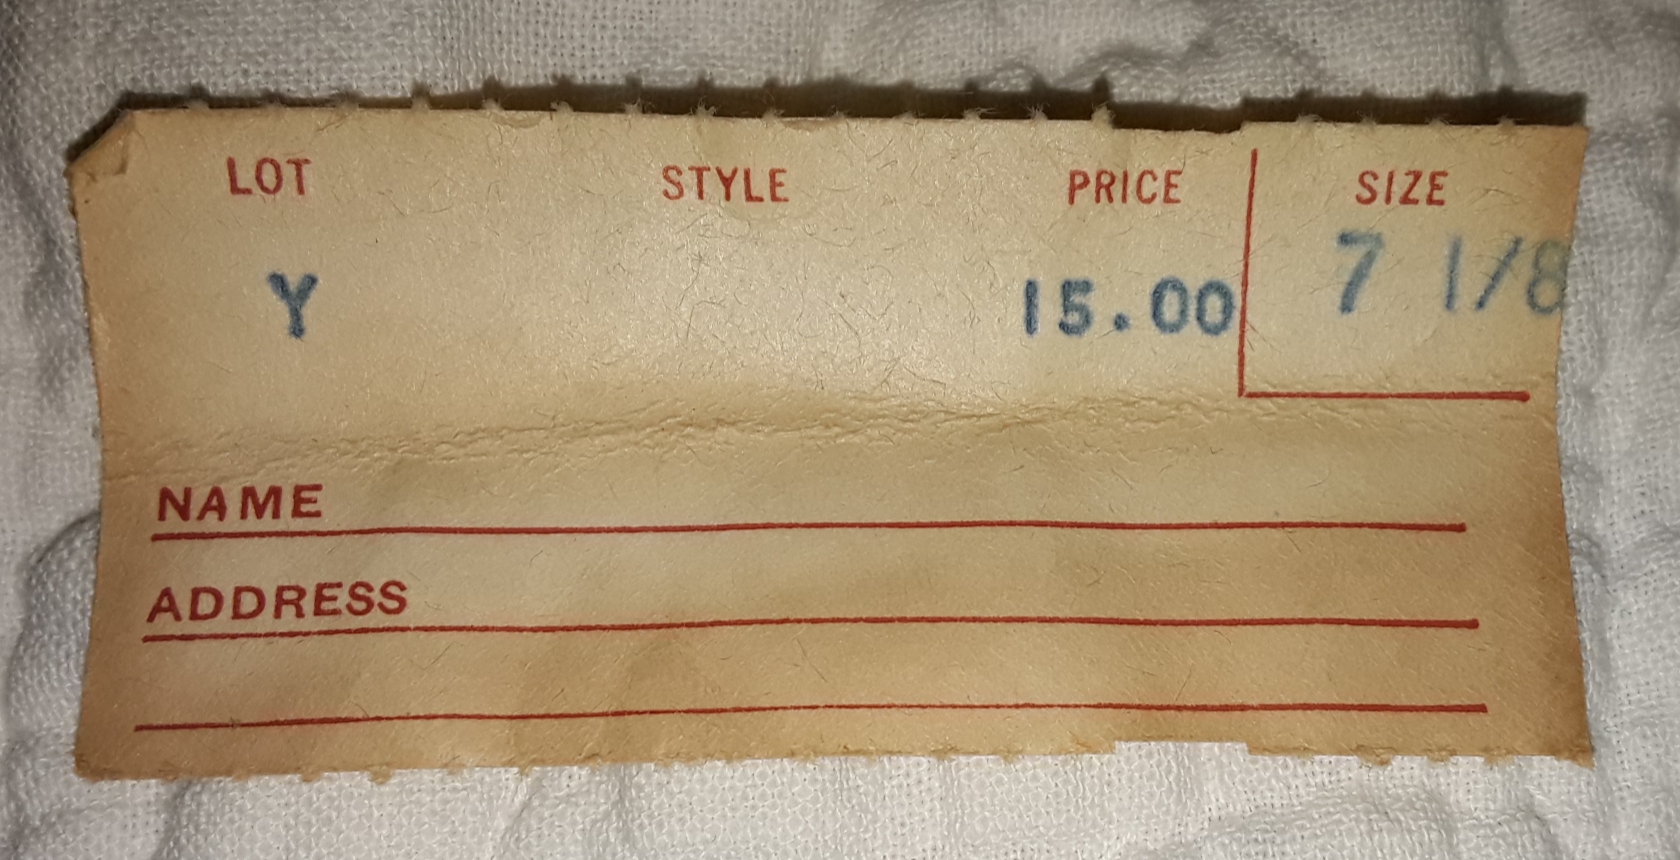 LOT STYLE PRICE SIZE
Y 15.00 7 1/8
NAME
ADDRESS